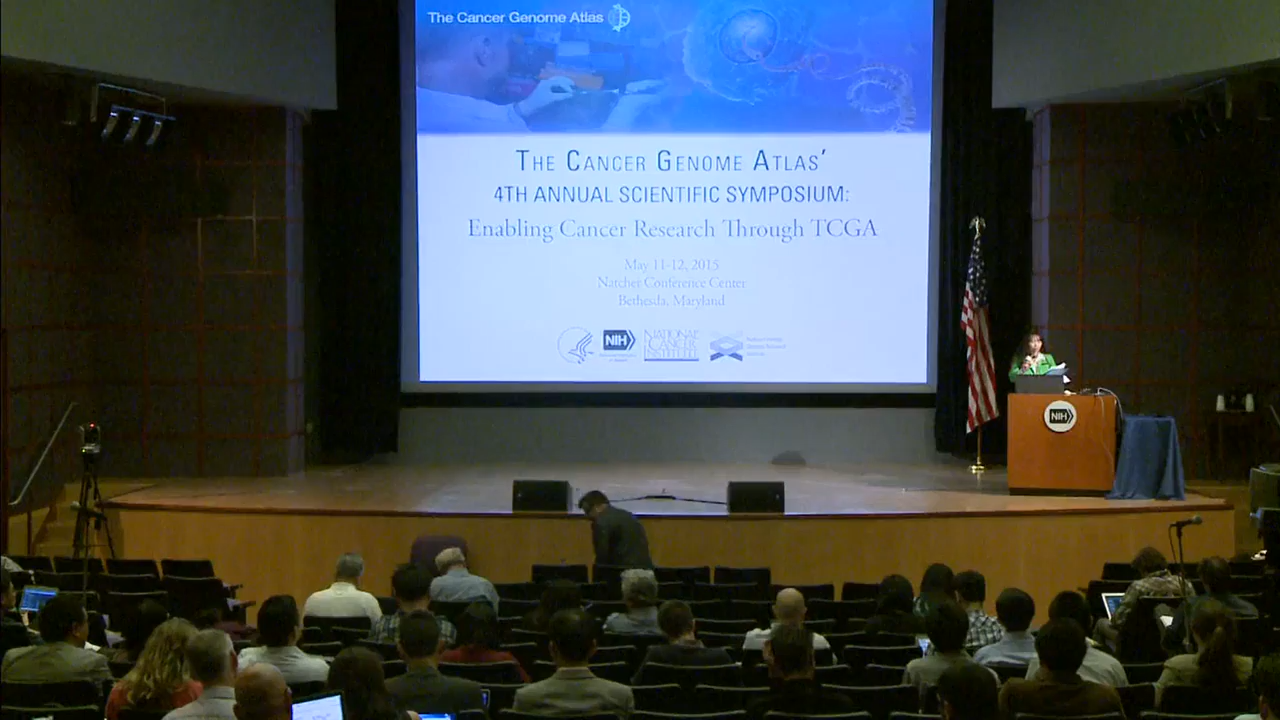 The Cancer Genome Atlas
THE CANCER GENOME ATLAS'
4TH ANNUAL SCIENTIFIC SYMPOSIUM:
Enabling Cancer Research Through TCGA
May 11-12, 2015
Natcher Conference Center
Bethesda, Maryland
NIH
NATIONAL
CANCER
INSTITUTE
NIH